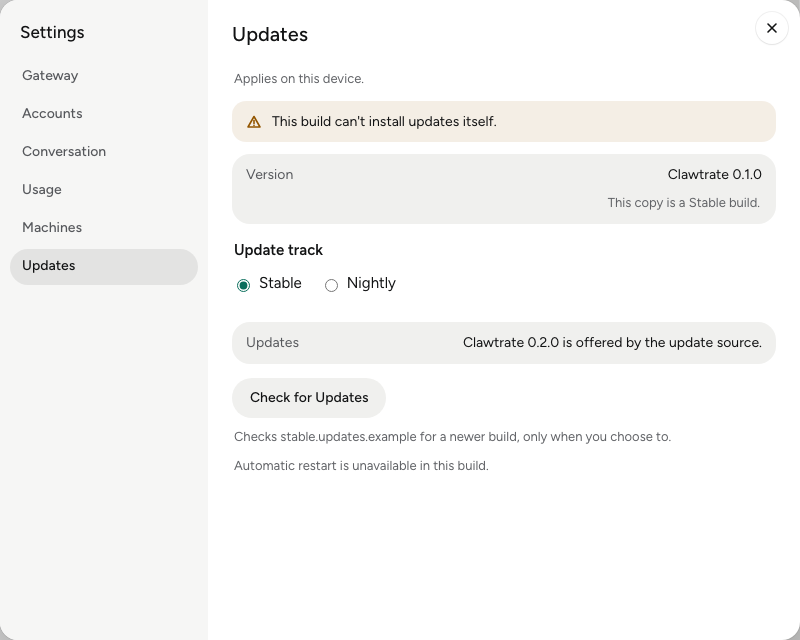 Settings
Gateway
Accounts
Conversation
Usage
Machines
Updates
Updates
Applies on this device.
This build can't install updates itself.
Version
Clawtrate 0.1.0
This copy is a Stable build.
Update track
Stable
Nightly
Updates
Clawtrate 0.2.0 is offered by the update source.
Check for Updates
Checks stable.updates.example for a newer build, only when you choose to.
Automatic restart is unavailable in this build.